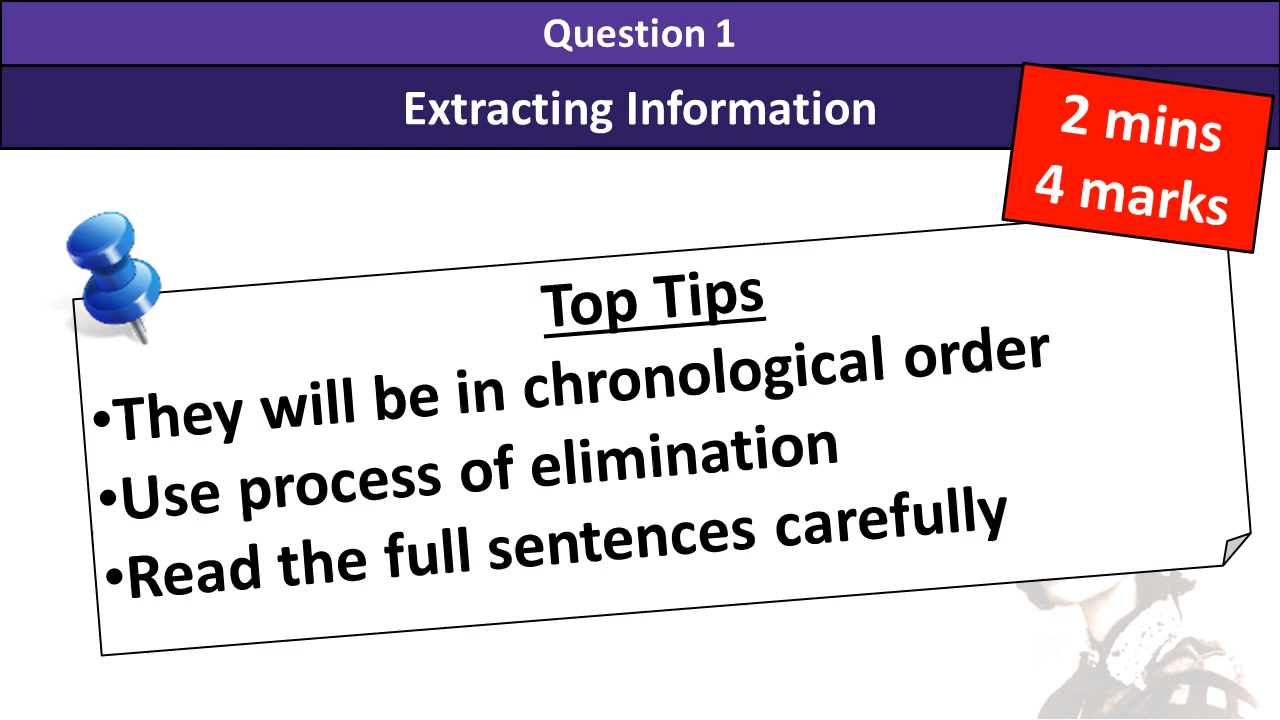 Question 1
Extracting Information
2 mins
4 marks
Top Tips
•They will be in chronological order
•Use process of elimination
•Read the full sentences carefully